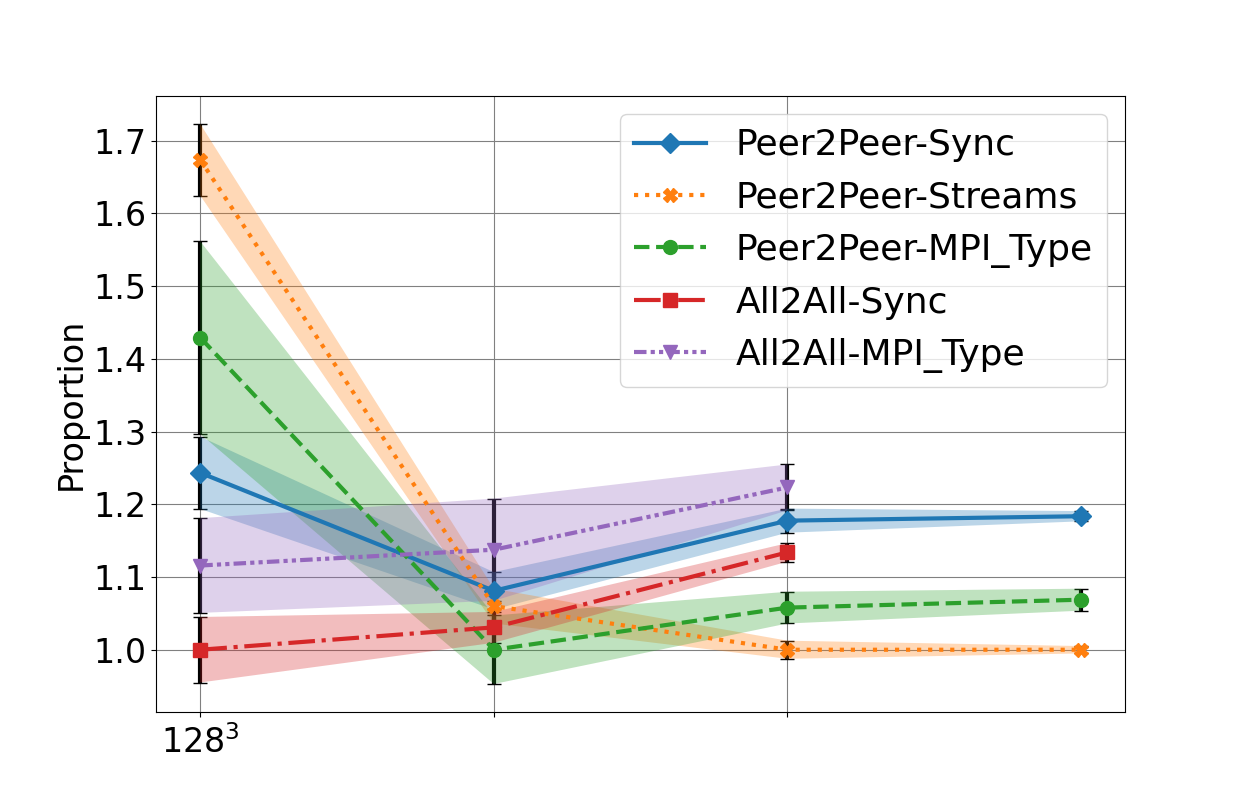 Proportion
1.7
1.6
1.5
1.4
1.3
1.2
1.1
1.0
128³
Peer2Peer-Sync
Peer2Peer-Streams
Peer2Peer-MPI_Type
All2All-Sync
All2All-MPI_Type